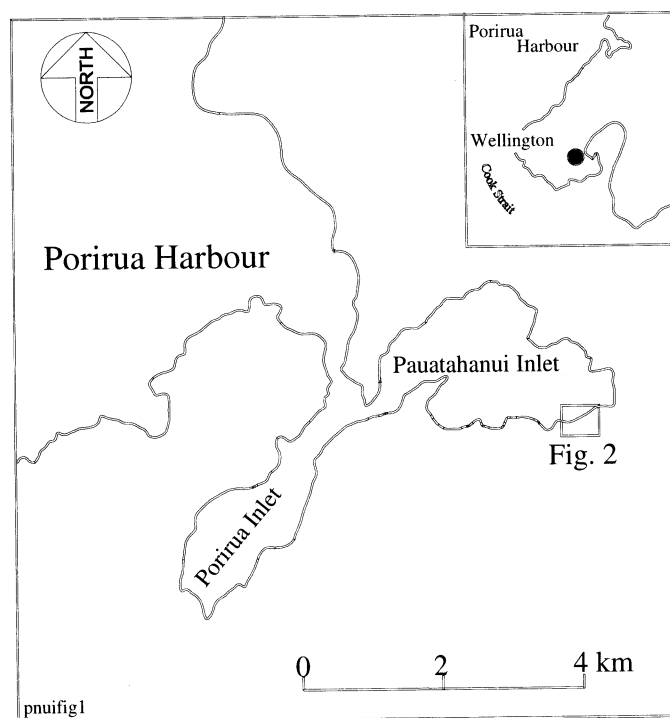 NORTH
Porirua
Harbour
Wellington
Cook Strait
Porirua Harbour
Pauatahanui Inlet
Fig. 2
Porirua Inlet
0 2 4 km
pnuifig1